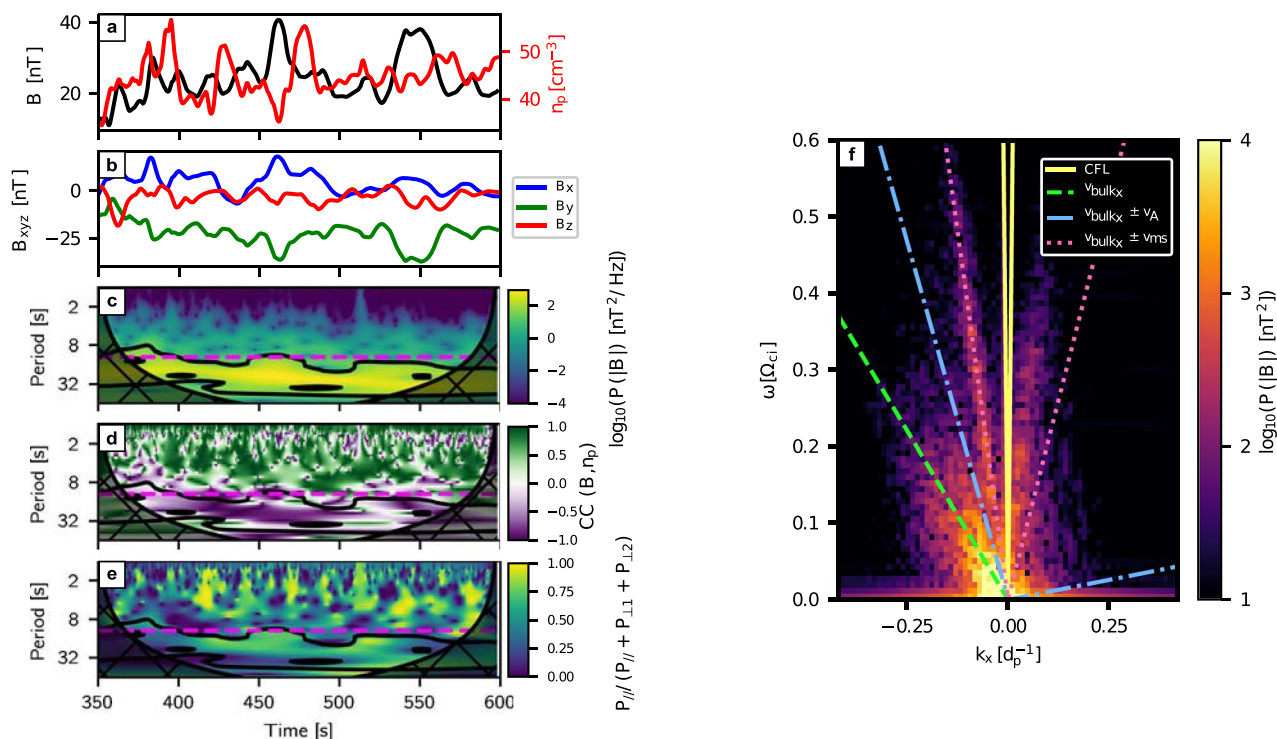 a
40
20
B [nT]
50
40
n_p [cm⁻³]
b
0
−25
B_xyz [nT]
B_x
B_y
B_z
c
2
8
32
Period [s]
2
0
−2
−4
log₁₀(P (|B|) [nT²/Hz])
d
2
8
32
Period [s]
1.0
0.5
0.0
−0.5
−1.0
CC (B, n_p)
e
2
8
32
Period [s]
1.00
0.75
0.50
0.25
0.00
P_// / (P_// + P_⊥1 + P_⊥2)
350 400 450 500 550 600
Time [s]
f
0.6
0.5
0.4
0.3
0.2
0.1
0.0
ω[Ω_ci]
−0.25 0.00 0.25
k_x [d_p⁻¹]
CFL
v_bulk_x
v_bulk_x ± v_A
v_bulk_x ± v_ms
4
3
2
1
log₁₀(P (|B|) [nT²]